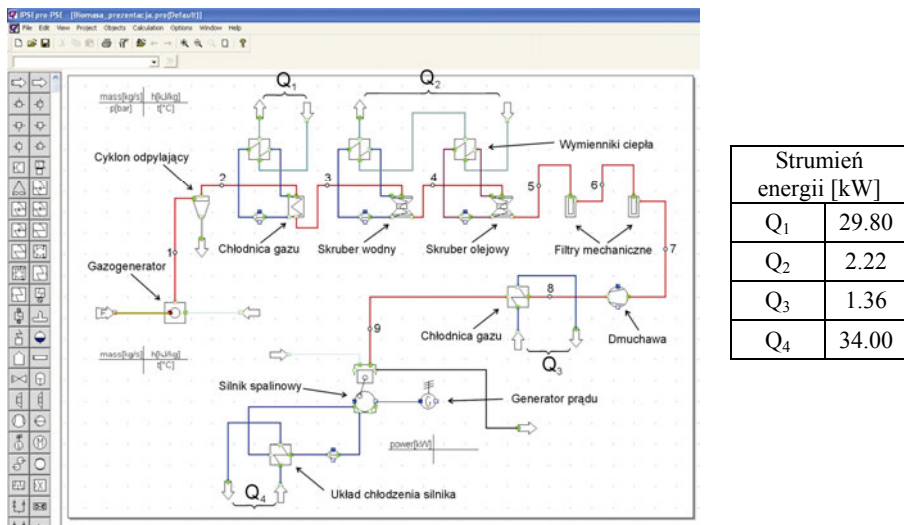 IPSEpro PSE - [Biomasa_prezentacja.pro(Default)]
File Edit View Project Objects Calculation Options Window Help
mass[kg/s] h[kJ/kg]
p[bar] t[°C]
Q1
Q2
Wymienniki ciepła
Cyklon odpylający
2
3
4
5
6
Chłodnica gazu
Skruber wodny
Skruber olejowy
Filtry mechaniczne
1
7
Gazogenerator
8
Chłodnica gazu
Dmuchawa
Q3
9
mass[kg/s] h[kJ/kg]
t[°C]
Silnik spalinowy
Generator prądu
G
power[kW]
Układ chłodzenia silnika
Q4
Strumień
energii [kW]
Q1 29.80
Q2 2.22
Q3 1.36
Q4 34.00